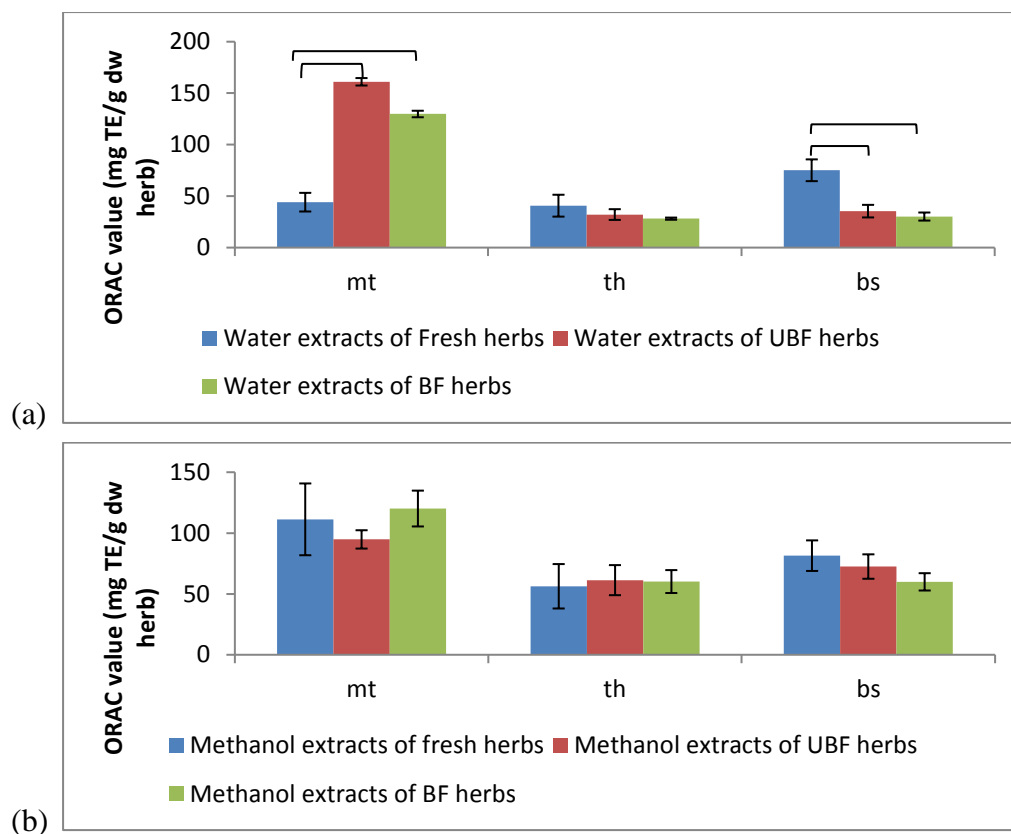 200
150
100
50
0
ORAC value (mg TE/g dw
herb)
mt th bs
Water extracts of Fresh herbs Water extracts of UBF herbs
Water extracts of BF herbs
(a)
150
100
50
0
ORAC value (mg TE/g dw
herb)
mt th bs
Methanol extracts of fresh herbs Methanol extracts of UBF herbs
Methanol extracts of BF herbs
(b)